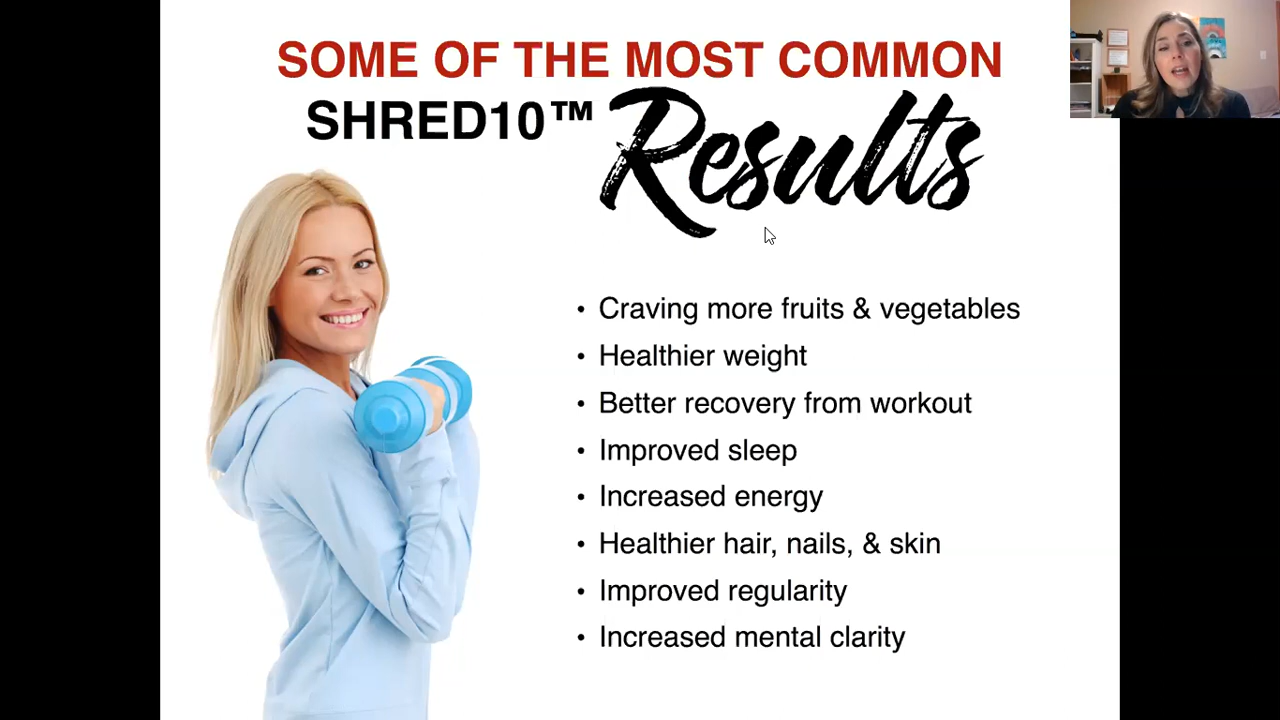 SOME OF THE MOST COMMON
SHRED10™ Results
• Craving more fruits & vegetables
• Healthier weight
• Better recovery from workout
• Improved sleep
• Increased energy
• Healthier hair, nails, & skin
• Improved regularity
• Increased mental clarity